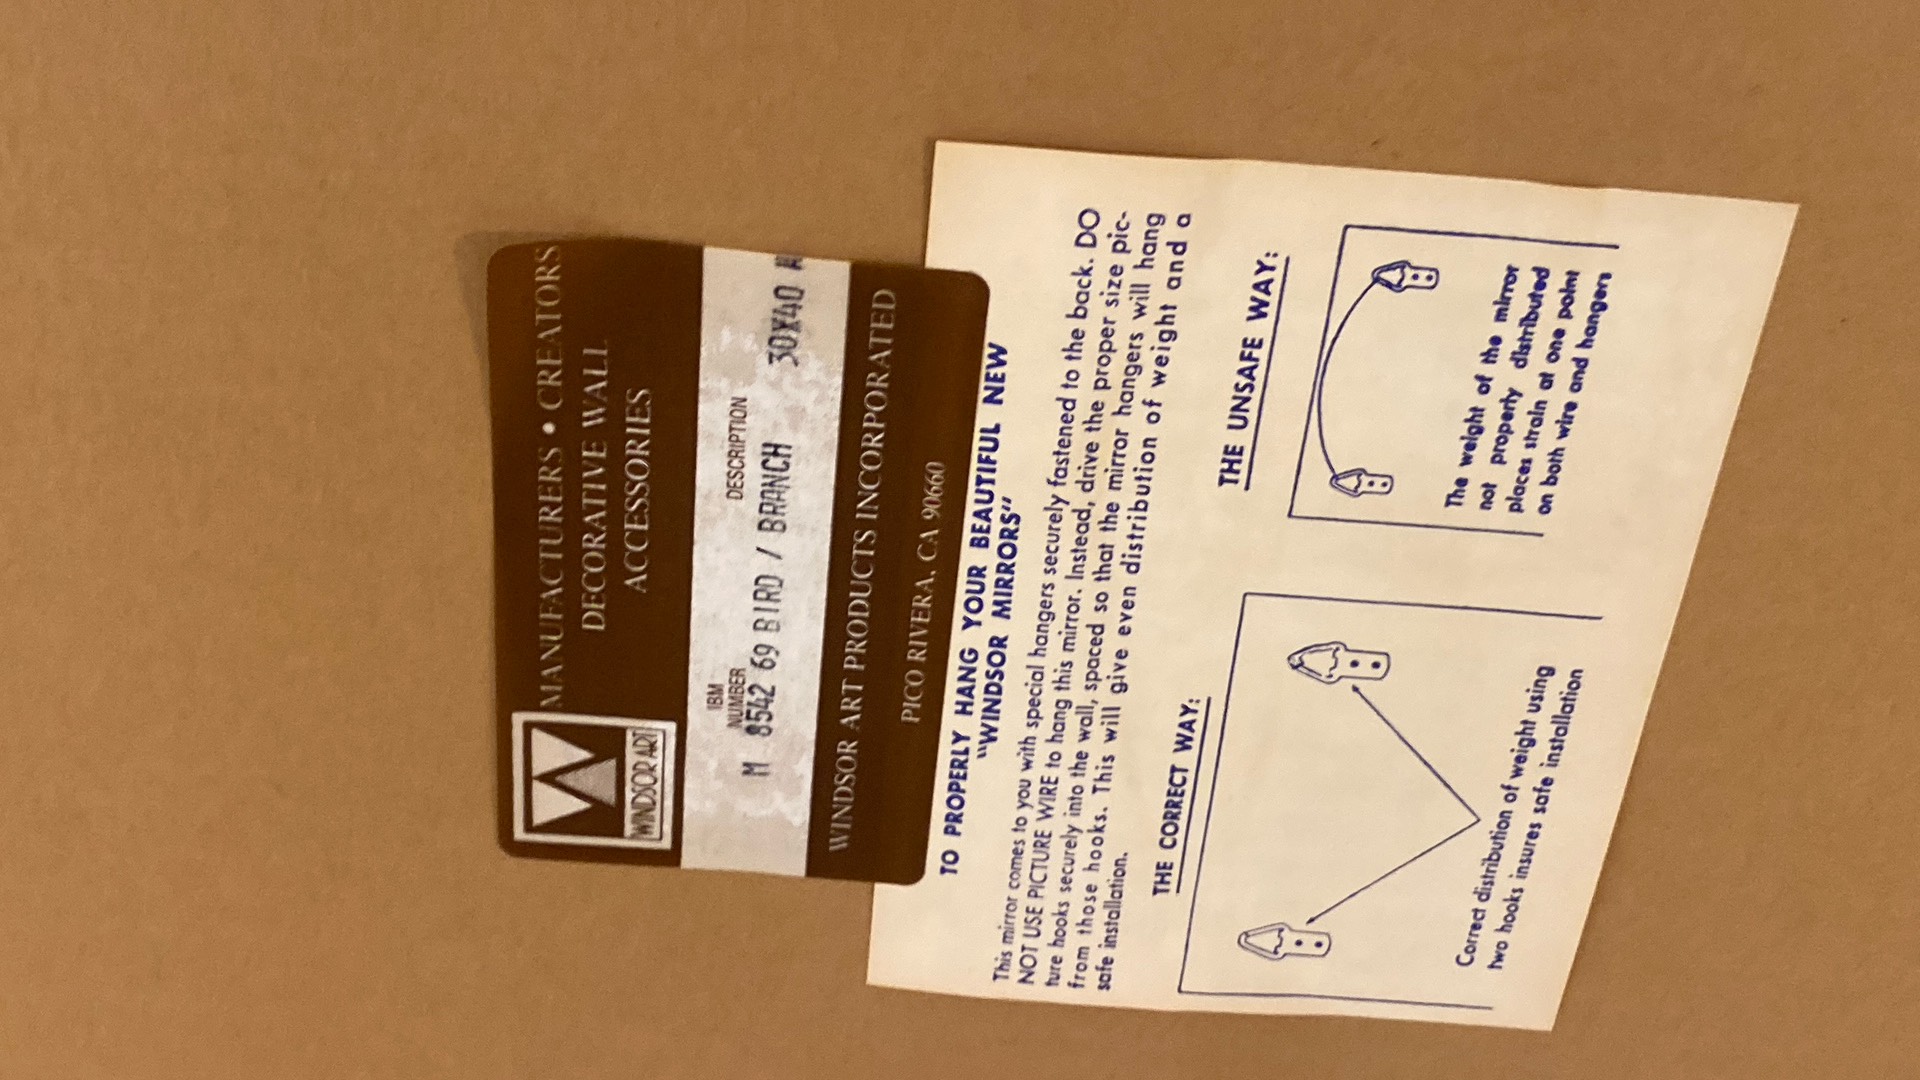 WINDSOR ART
MANUFACTURERS • CREATORS
DECORATIVE WALL
ACCESSORIES
IBM
NUMBER
DESCRIPTION
M 8542 69 BIRD / BRANCH 30X40
WINDSOR ART PRODUCTS INCORPORATED
PICO RIVERA, CA 90660
TO PROPERLY HANG YOUR BEAUTIFUL NEW
"WINDSOR MIRRORS"
This mirror comes to you with special hangers securely fastened to the back. DO
NOT USE PICTURE WIRE to hang this mirror. Instead, drive the proper size pic-
ture hooks securely into the wall, spaced so that the mirror hangers will hang
from those hooks. This will give even distribution of weight and a
safe installation.
THE CORRECT WAY:
Correct distribution of weight using
two hooks insures safe installation
THE UNSAFE WAY:
The weight of the mirror
not properly distributed
places strain at one point
on both wire and hangers